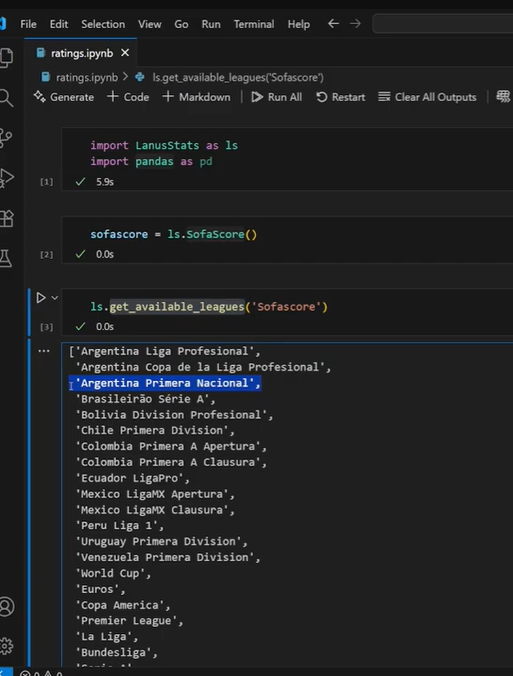 File Edit Selection View Go Run Terminal Help
ratings.ipynb
ratings.ipynb > ls.get_available_leagues('Sofascore')
Generate + Code + Markdown Run All Restart Clear All Outputs
import LanusStats as ls
import pandas as pd
[1] 5.9s
sofascore = ls.SofaScore()
[2] 0.0s
ls.get_available_leagues('Sofascore')
[3] 0.0s
['Argentina Liga Profesional',
'Argentina Copa de la Liga Profesional',
'Argentina Primera Nacional',
'Brasileirão Série A',
'Bolivia Division Profesional',
'Chile Primera Division',
'Colombia Primera A Apertura',
'Colombia Primera A Clausura',
'Ecuador LigaPro',
'Mexico LigaMX Apertura',
'Mexico LigaMX Clausura',
'Peru Liga 1',
'Uruguay Primera Division',
'Venezuela Primera Division',
'World Cup',
'Euros',
'Copa America',
'Premier League',
'La Liga',
'Bundesliga',